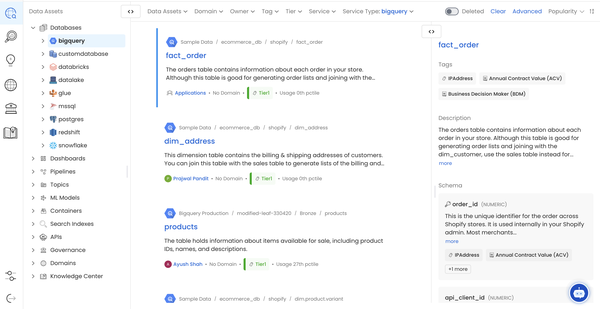 Data Assets
Data Assets Domain Owner Tag Tier Service Service Type: bigquery
Deleted Clear Advanced Popularity
Databases
bigquery
customdatabase
databricks
datalake
glue
mssql
postgres
redshift
snowflake
Dashboards
Pipelines
Topics
ML Models
Containers
Search Indexes
APIs
Governance
Domains
Knowledge Center
Sample Data / ecommerce_db / shopify / fact_order
fact_order
The orders table contains information about each order in your store.
Although this table is good for generating order lists and joining with the...
Applications • No Domain • Tier1 • Usage 0th pctile
Sample Data / ecommerce_db / shopify / dim_address
dim_address
This dimension table contains the billing & shipping addresses of customers.
You can join this table with the sales table to generate lists of the billing and...
Prajwal Pandit • No Domain • Tier1 • Usage 0th pctile
Bigquery Production / modified-leaf-330420 / Bronze / products
products
The table holds information about items available for sale, including product
IDs, names, and descriptions.
Ayush Shah • No Domain • Tier1 • Usage 27th pctile
Sample Data / ecommerce_db / shopify / dim.product.variant
fact_order
Tags
IPAddress Annual Contract Value (ACV)
Business Decision Maker (BDM)
Description
The orders table contains information about each
order in your store. Although this table is good for
generating order lists and joining with the
dim_customer, use the sales table instead for...
more
Schema
order_id (NUMERIC)
This is the unique identifier for the order across
Shopify stores. It is used internally in your Shopify
admin. Most merchants...
more
IPAddress Annual Contract Value (ACV)
+1 more
api_client_id (NUMERIC)